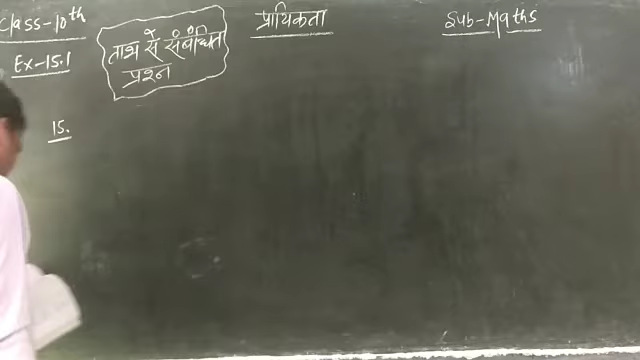 Class-10th
प्रायिकता
Sub-Maths
Ex-15.1
ताश से संबंधित
प्रश्न
15.